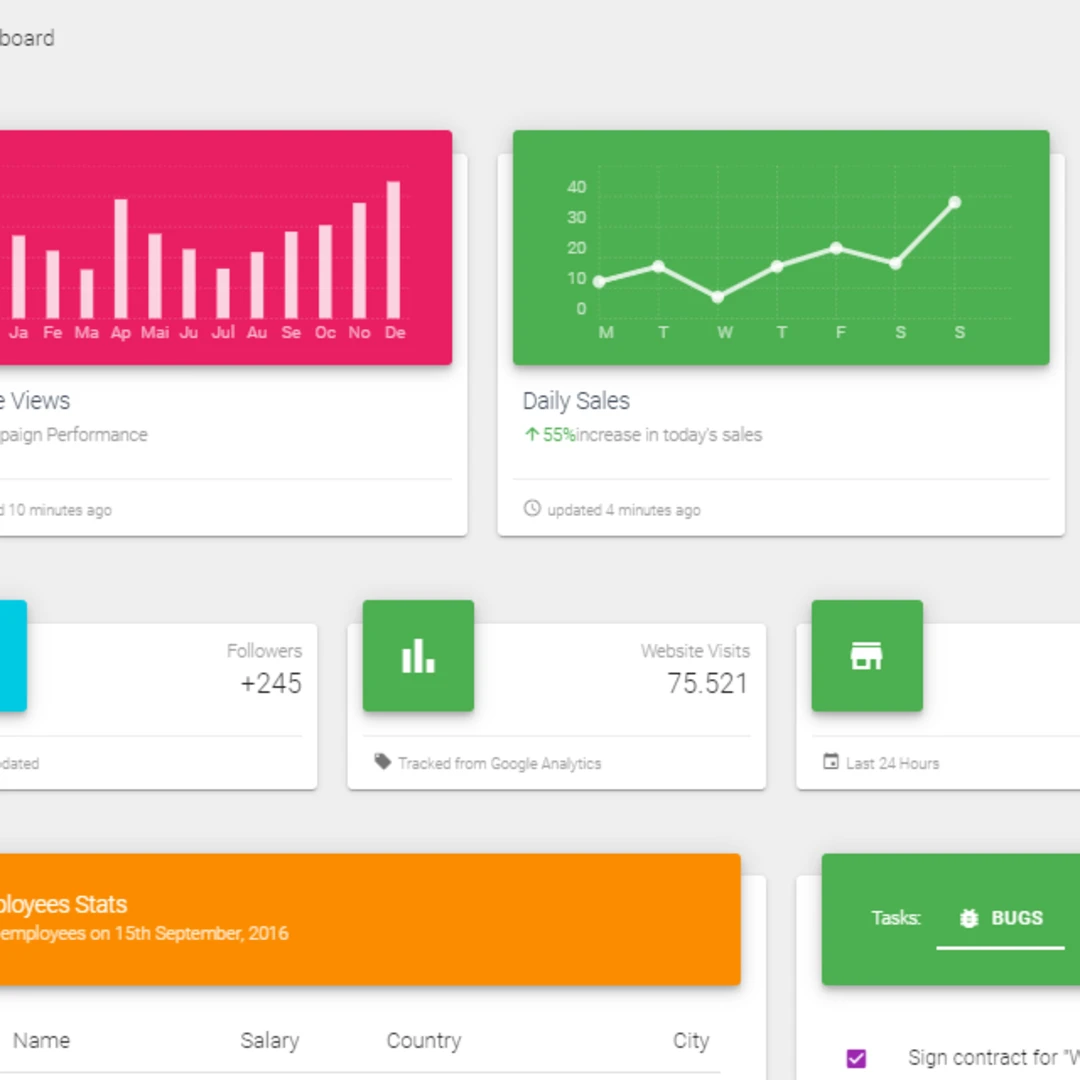 board
40
30
20
10
0
Ja Fe Ma Ap Mai Ju Jul Au Se Oc No De
M T W T F S S
e Views
paign Performance
d 10 minutes ago
Daily Sales
55%increase in today's sales
updated 4 minutes ago
Followers
+245
dated
Website Visits
75.521
Tracked from Google Analytics
Last 24 Hours
ployees Stats
employees on 15th September, 2016
Name Salary Country City
Tasks: BUGS
Sign contract for "W